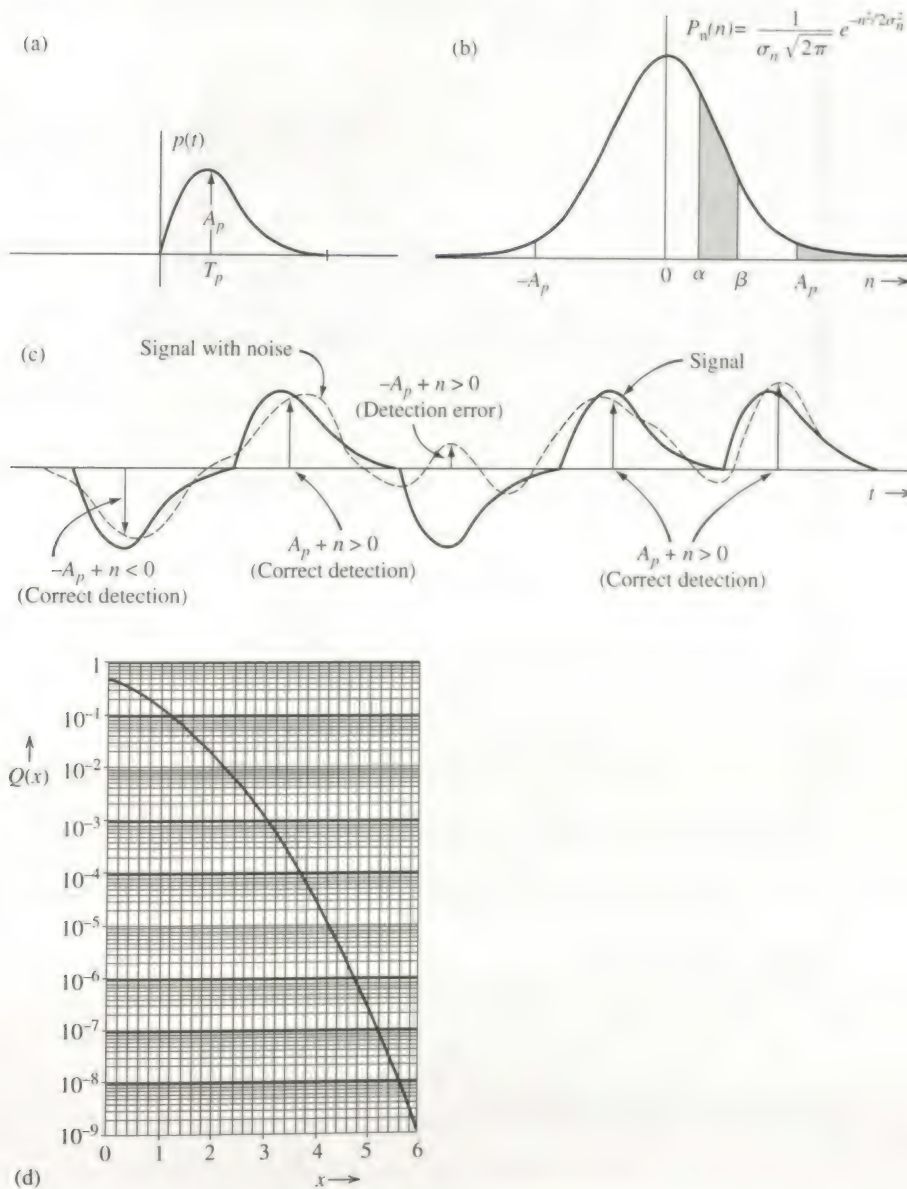 (a)
p(t)
A_p
T_p
(b)
P_n(n)= 1/(σ_n √2π) e^{-n²/2σ_n²}
-A_p 0 α β A_p n →
(c)
Signal with noise
-A_p + n > 0
(Detection error)
Signal
t →
-A_p + n < 0
(Correct detection)
A_p + n > 0
(Correct detection)
A_p + n > 0
(Correct detection)
1
10⁻¹
10⁻²
10⁻³
10⁻⁴
10⁻⁵
10⁻⁶
10⁻⁷
10⁻⁸
10⁻⁹
↑
Q(x)
0 1 2 3 4 5 6
x →
(d)